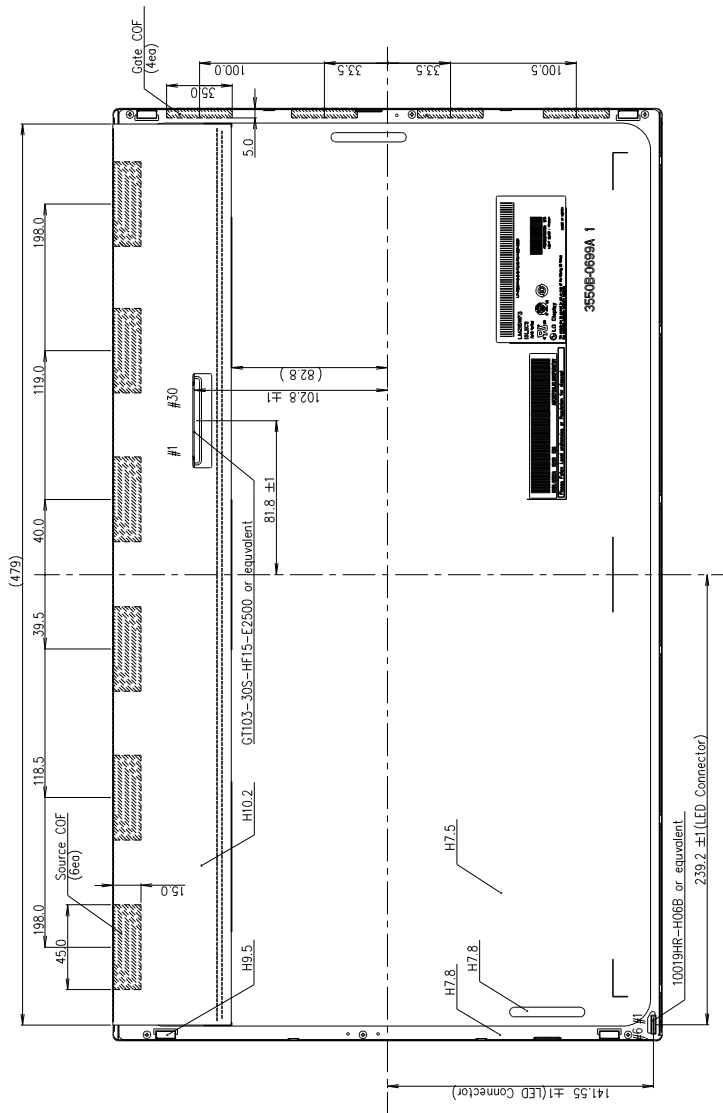 Gate COF
(4ea)
35.0
100.0
33.5
33.5
100.5
5.0
(479)
198.0
119.0
40.0
39.5
118.5
198.0
45.0
Source COF
(6ea)
15.0
#1
#30
(82.8)
102.8 ±1
81.8 ±1
GT103-30S-HF15-E2500 or equivalent
H10.2
H9.5
H7.5
H7.8
H7.8
LG Display
3550B-0699A 1
#6
#1
10019HR-H06B or equivalent
239.2 ±1(LED Connector)
141.55 ±1(LED Connector)